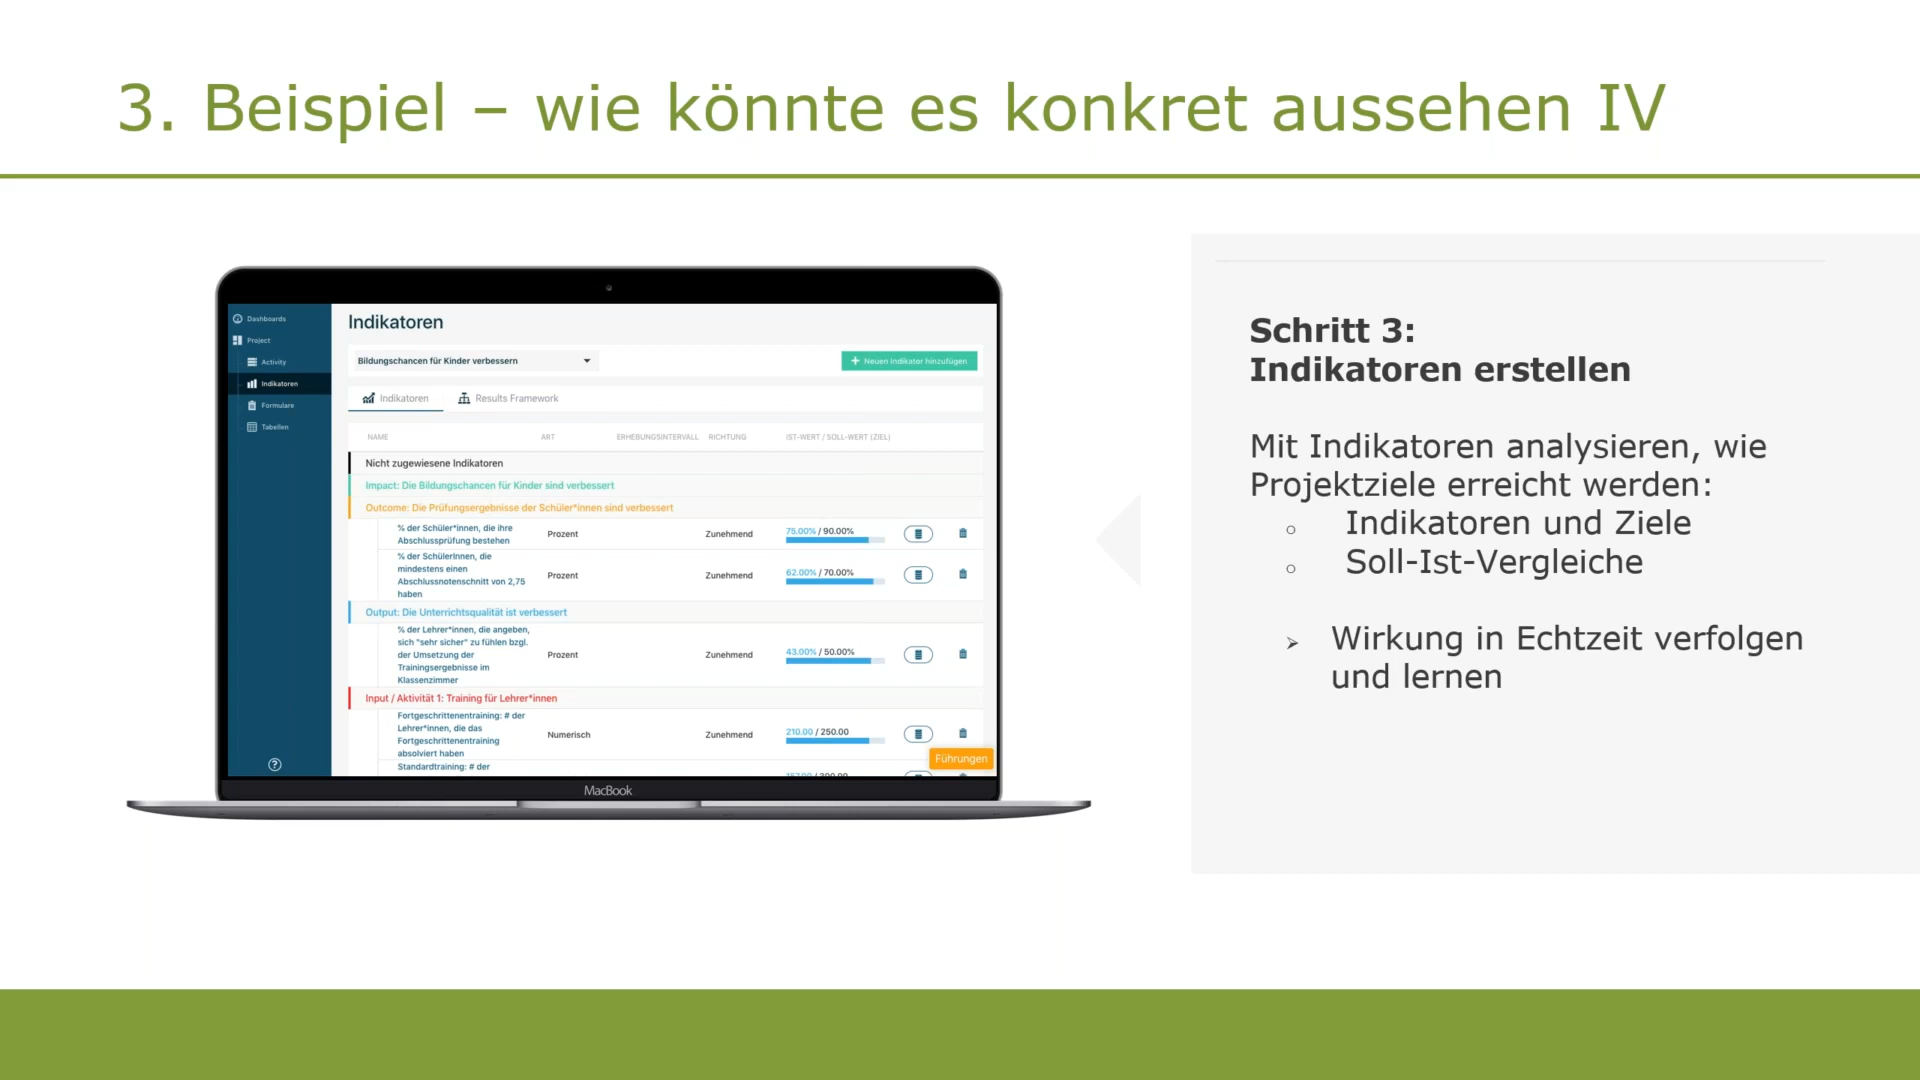 3. Beispiel – wie könnte es konkret aussehen IV
Dashboards
Project
Activity
Indikatoren
Formulare
Tabellen
Indikatoren
Bildungschancen für Kinder verbessern
Neuen Indikator hinzufügen
Indikatoren
Results Framework
NAME ART ERHEBUNGSINTERVALL RICHTUNG IST-WERT / SOLL-WERT (ZIEL)
Nicht zugewiesene Indikatoren
Impact: Die Bildungschancen für Kinder sind verbessert
Outcome: Die Prüfungsergebnisse der Schüler*innen sind verbessert
% der Schüler*innen, die ihre
Abschlussprüfung bestehen
Prozent
Zunehmend
75.00% / 90.00%
% der SchülerInnen, die
mindestens einen
Abschlussnotenschnitt von 2,75
haben
Prozent
Zunehmend
62.00% / 70.00%
Output: Die Unterrichtsqualität ist verbessert
% der Lehrer*innen, die angeben,
sich "sehr sicher" zu fühlen bzgl.
der Umsetzung der
Trainingsergebnisse im
Klassenzimmer
Prozent
Zunehmend
43.00% / 50.00%
Input / Aktivität 1: Training für Lehrer*innen
Fortgeschrittenentraining: # der
Lehrer*innen, die das
Fortgeschrittenentraining
absolviert haben
Numerisch
Zunehmend
210.00 / 250.00
Standardtraining: # der
Führungen
MacBook
Schritt 3:
Indikatoren erstellen
Mit Indikatoren analysieren, wie
Projektziele erreicht werden:
o Indikatoren und Ziele
o Soll-Ist-Vergleiche
➢ Wirkung in Echtzeit verfolgen
und lernen